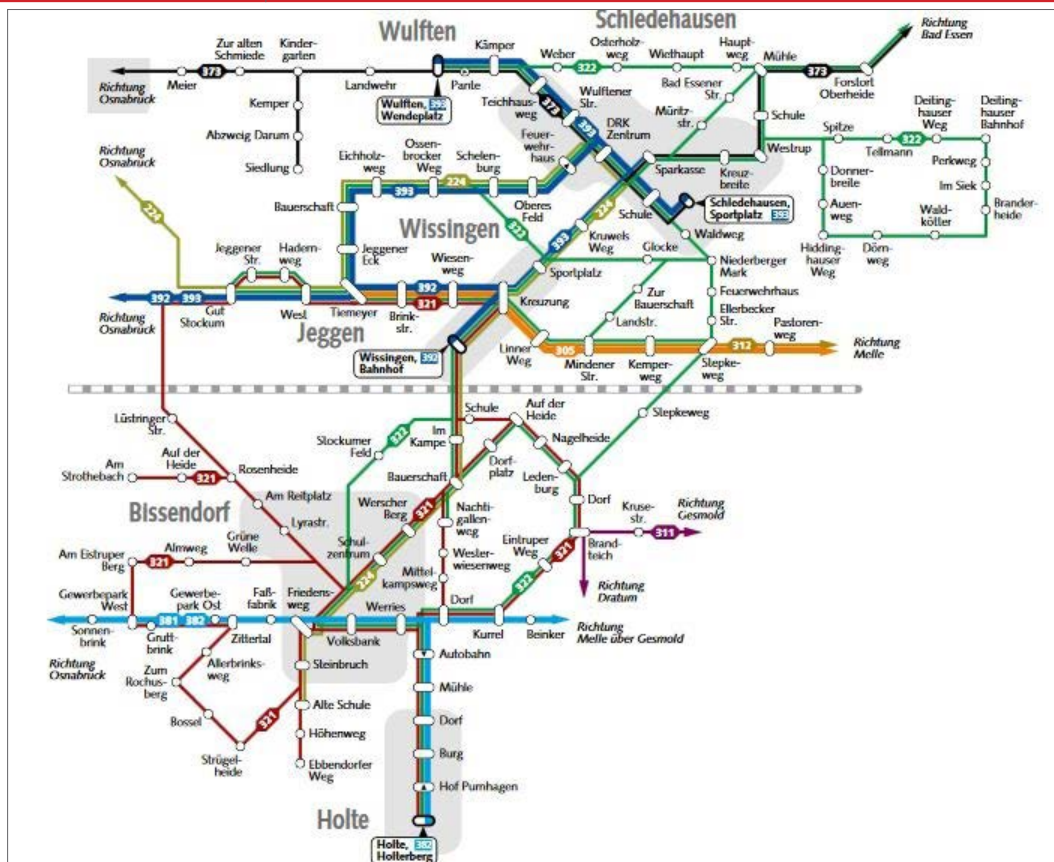 Wulften
Schledehausen
Richtung
Bad Essen
Zur alten
Schmiede
Kinder-
garten
Kämper
Weber
Osterholz-
weg
Wiethaupt
Haupt-
weg
Mühle
373
322
373
Richtung
Osnabrück
Meier
Landwehr
Pante
Wulften, 393
Wendeplatz
Teichhaus-
weg
373
Wulftener
Str.
Bad Essener
Str.
Müritz-
str.
Forstort
Oberheide
Kemper
Abzweig Darum
Siedlung
393
DRK
Zentrum
Feuer-
wehr-
haus
Schule
Westrup
Sparkasse
Kreuz-
breite
Spitze
Tellmann
Deiting-
hauser
Weg
322
Deiting-
hauser
Bahnhof
Perkweg
Im Siek
Brander-
heide
Donner-
breite
Auen-
weg
Wald-
kötter
Hidding-
hauser
Weg
Dörn-
weg
Richtung
Osnabrück
224
Eichholz-
weg
Ossen-
brocker
Weg
Schelen-
burg
224
393
Oberes
Feld
Bauerschaft
322
Wissingen
224
393
Kruwels
Weg
Schule
Schledehausen,
Sportplatz 393
Waldweg
Glocke
Niederberger
Mark
Sportplatz
Jeggener
Str.
Hadern-
weg
Jeggener
Eck
Wiesen-
weg
392
321
392
393
Richtung
Osnabrück
Gut
Stockum
West
Tiemeyer
Brink-
str.
Kreuzung
Zur
Bauerschaft
Landstr.
Feuerwehrhaus
Ellerbecker
Str.
Jeggen
Wissingen, 392
Bahnhof
Linner
Weg
305
Mindener
Str.
Kemper-
weg
Stepke-
weg
312
Pastoren-
weg
Richtung
Melle
Stepkeweg
Lüstringer
Str.
Am
Strothebach
Auf der
Heide
321
Rosenheide
Stockumer
Feld
322
Schule
Im
Kampe
Auf der
Heide
Nagelheide
Dorf-
platz
Leden-
burg
Bauerschaft
Dorf
Bissendorf
Am Reitplatz
Lyrastr.
Werscher
Berg
321
Nachti-
gallen-
weg
Wester-
wiesenweg
Mittel-
kampsweg
Eintruper
Weg
321
322
Brand-
teich
Kruse-
str.
311
Richtung
Gesmold
Richtung
Dratum
Am Eistruper
Berg
321
Almweg
Grüne
Welle
Schul-
zentrum
224
Gewerbepark
West
Gewerbe-
park Ost
Faß-
fabrik
Friedens-
weg
Werries
Dorf
Sonnen-
brink
381
382
Grutt-
brink
Zittertal
Volksbank
Kurrel
Beinker
Richtung
Melle über Gesmold
Richtung
Osnabrück
Zum
Rochus-
berg
Allerbrinks-
weg
Steinbruch
Autobahn
Mühle
Bossel
321
Alte Schule
Dorf
Strügel-
heide
Höhenweg
Burg
Ebbendorfer
Weg
Hof Purnhagen
Holte
Holte, 382
Holterberg